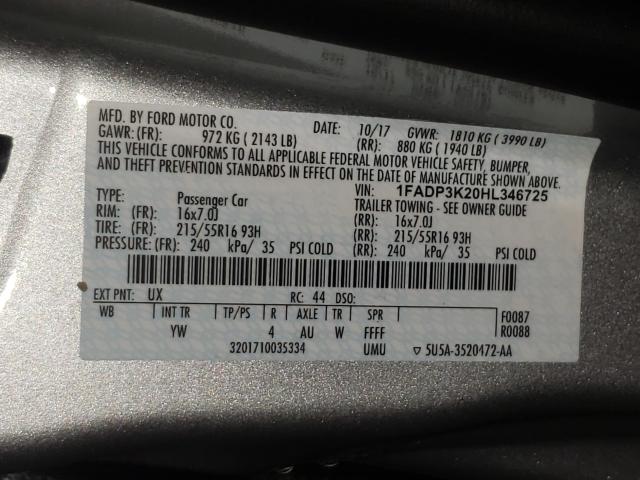 MFD. BY FORD MOTOR CO. DATE: 10/17 GVWR: 1810 KG ( 3990 LB)
GAWR: (FR): 972 KG ( 2143 LB) (RR): 880 KG ( 1940 LB)
THIS VEHICLE CONFORMS TO ALL APPLICABLE FEDERAL MOTOR VEHICLE SAFETY, BUMPER,
AND THEFT PREVENTION STANDARDS IN EFFECT ON THE DATE OF MANUFACTURE SHOWN ABOVE.
VIN: 1FADP3K20HL346725
TYPE: Passenger Car TRAILER TOWING - SEE OWNER GUIDE
RIM: (FR): 16x7.0J (RR): 16x7.0J
TIRE: (FR): 215/55R16 93H (RR): 215/55R16 93H
PRESSURE: (FR): 240 kPa/ 35 PSI COLD (RR): 240 kPa/ 35 PSI COLD
EXT PNT: UX RC: 44 DSO: F0087
WB INT TR TP/PS R AXLE TR SPR R0088
YW 4 AU W FFFF
3201710035334 UMU ▽ 5U5A-3520472-AA